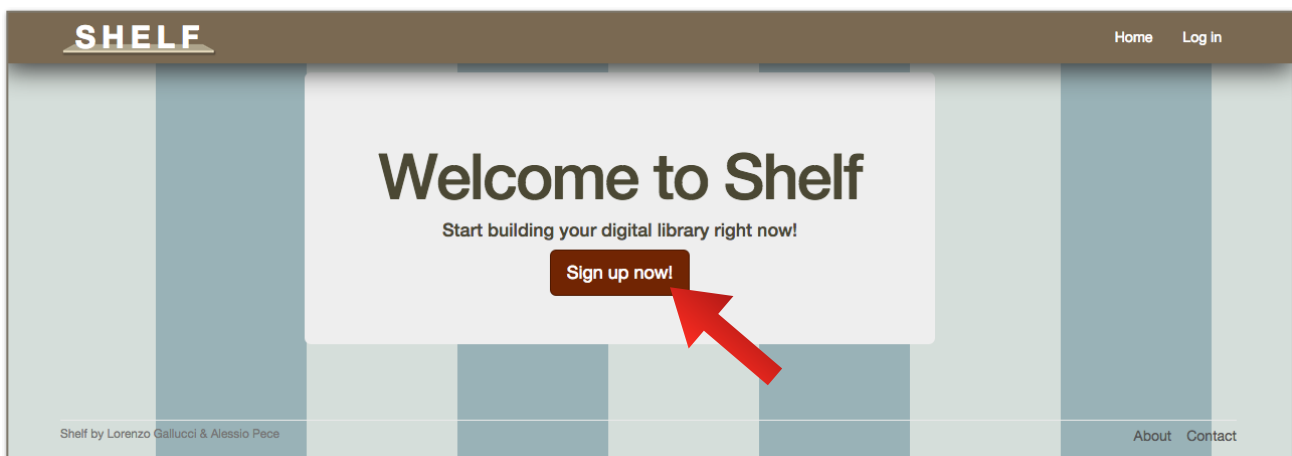 SHELF
Home Log in
Welcome to Shelf
Start building your digital library right now!
Sign up now!
Shelf by Lorenzo Gallucci & Alessio Pece
About Contact